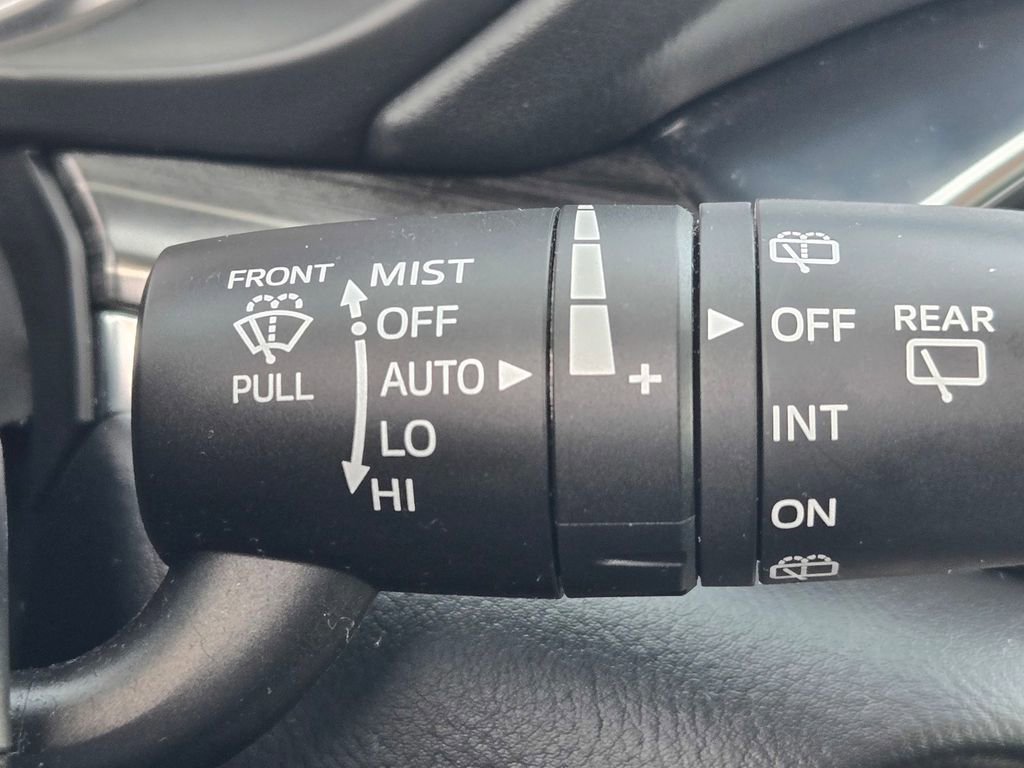 FRONT
PULL
MIST
OFF
AUTO
LO
HI
+
OFF
INT
ON
REAR